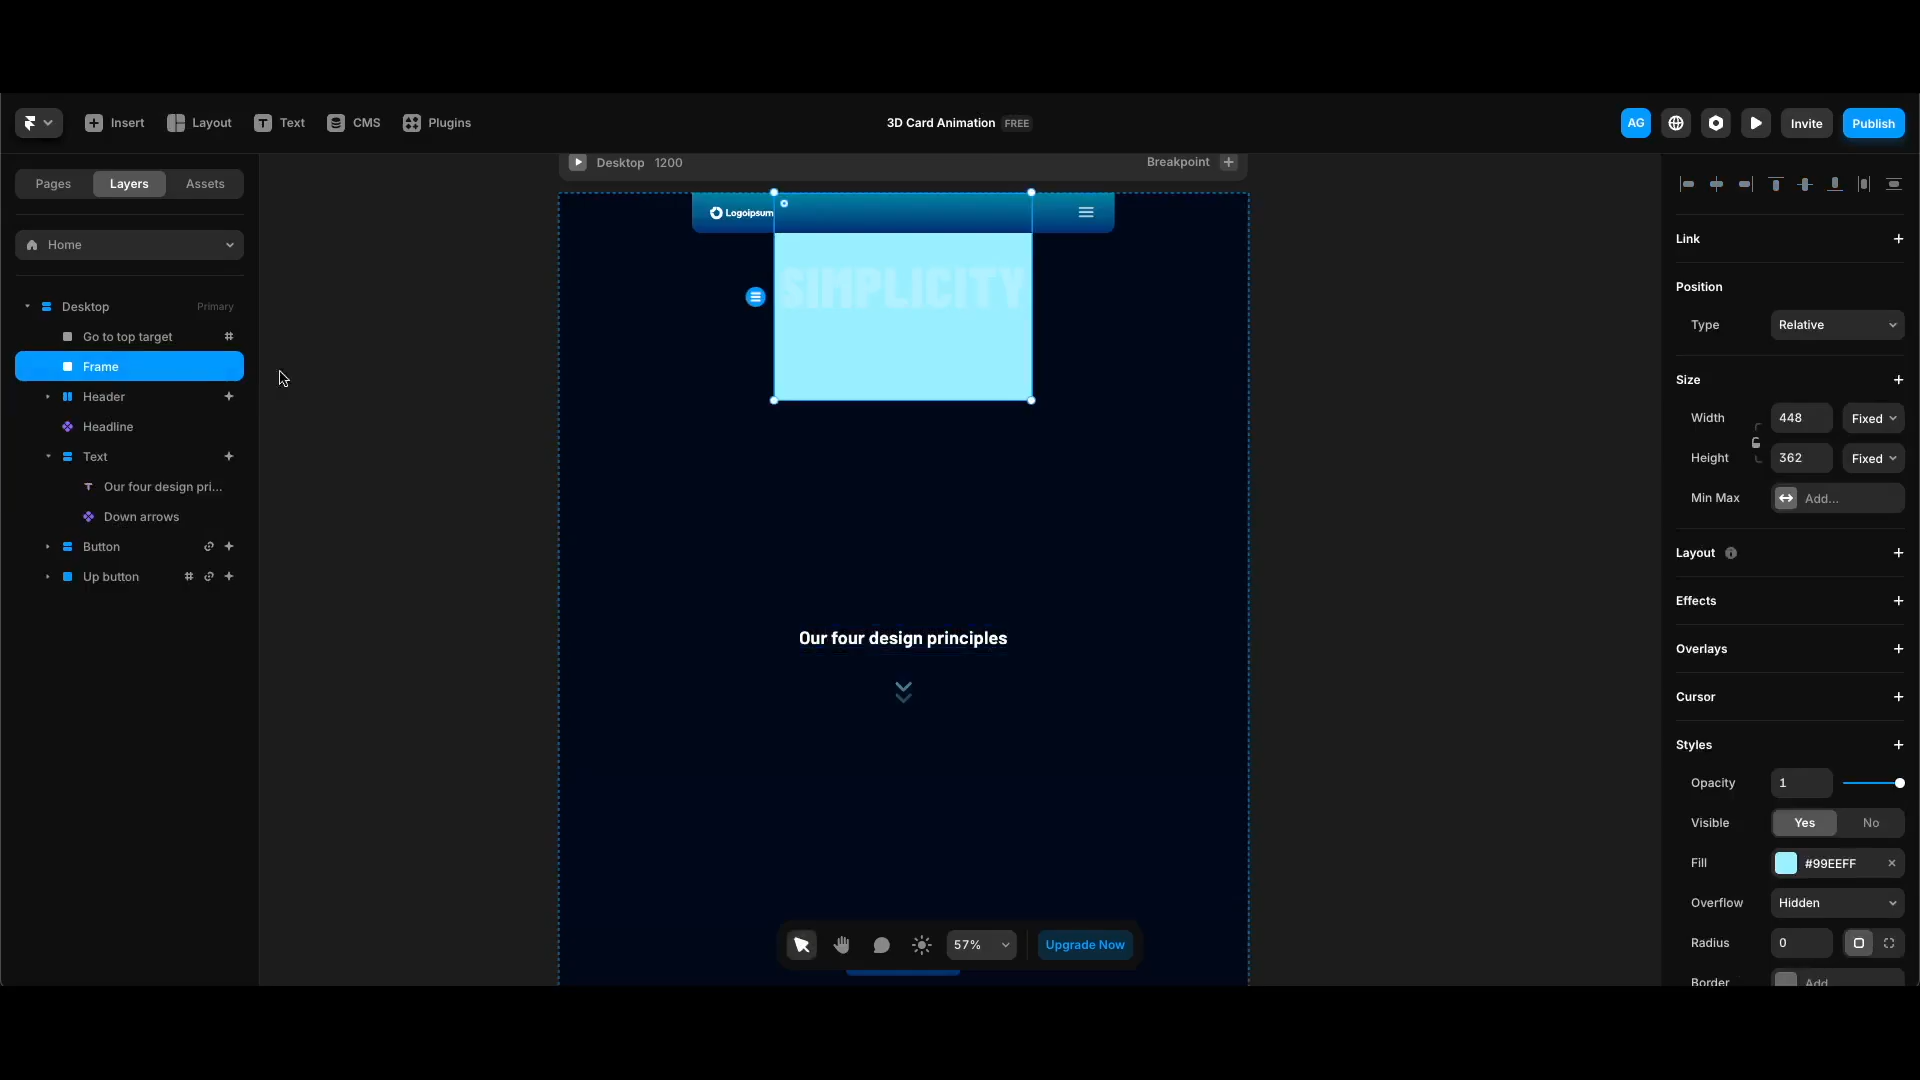 Insert
Layout
Text
CMS
Plugins
3D Card Animation FREE
AG
Invite
Publish
Pages
Layers
Assets
Home
Desktop Primary
Go to top target
Frame
Header
Headline
Text
Our four design pri...
Down arrows
Button
Up button
Desktop 1200
Breakpoint
Logoipsum
SIMPLICITY
Our four design principles
57%
Upgrade Now
Link
Position
Type Relative
Size
Width 448 Fixed
Height 362 Fixed
Min Max Add...
Layout
Effects
Overlays
Cursor
Styles
Opacity 1
Visible Yes No
Fill #99EEFF
Overflow Hidden
Radius 0
Border Add